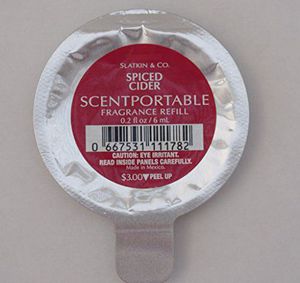 SLATKIN & CO.
SPICED
CIDER
SCENTPORTABLE
FRAGRANCE REFILL
0.2 fl oz / 6 mL
0 667531 111782
CAUTION: EYE IRRITANT.
READ INSIDE PANELS CAREFULLY.
Made in Mexico.
$3.00▼PEEL UP